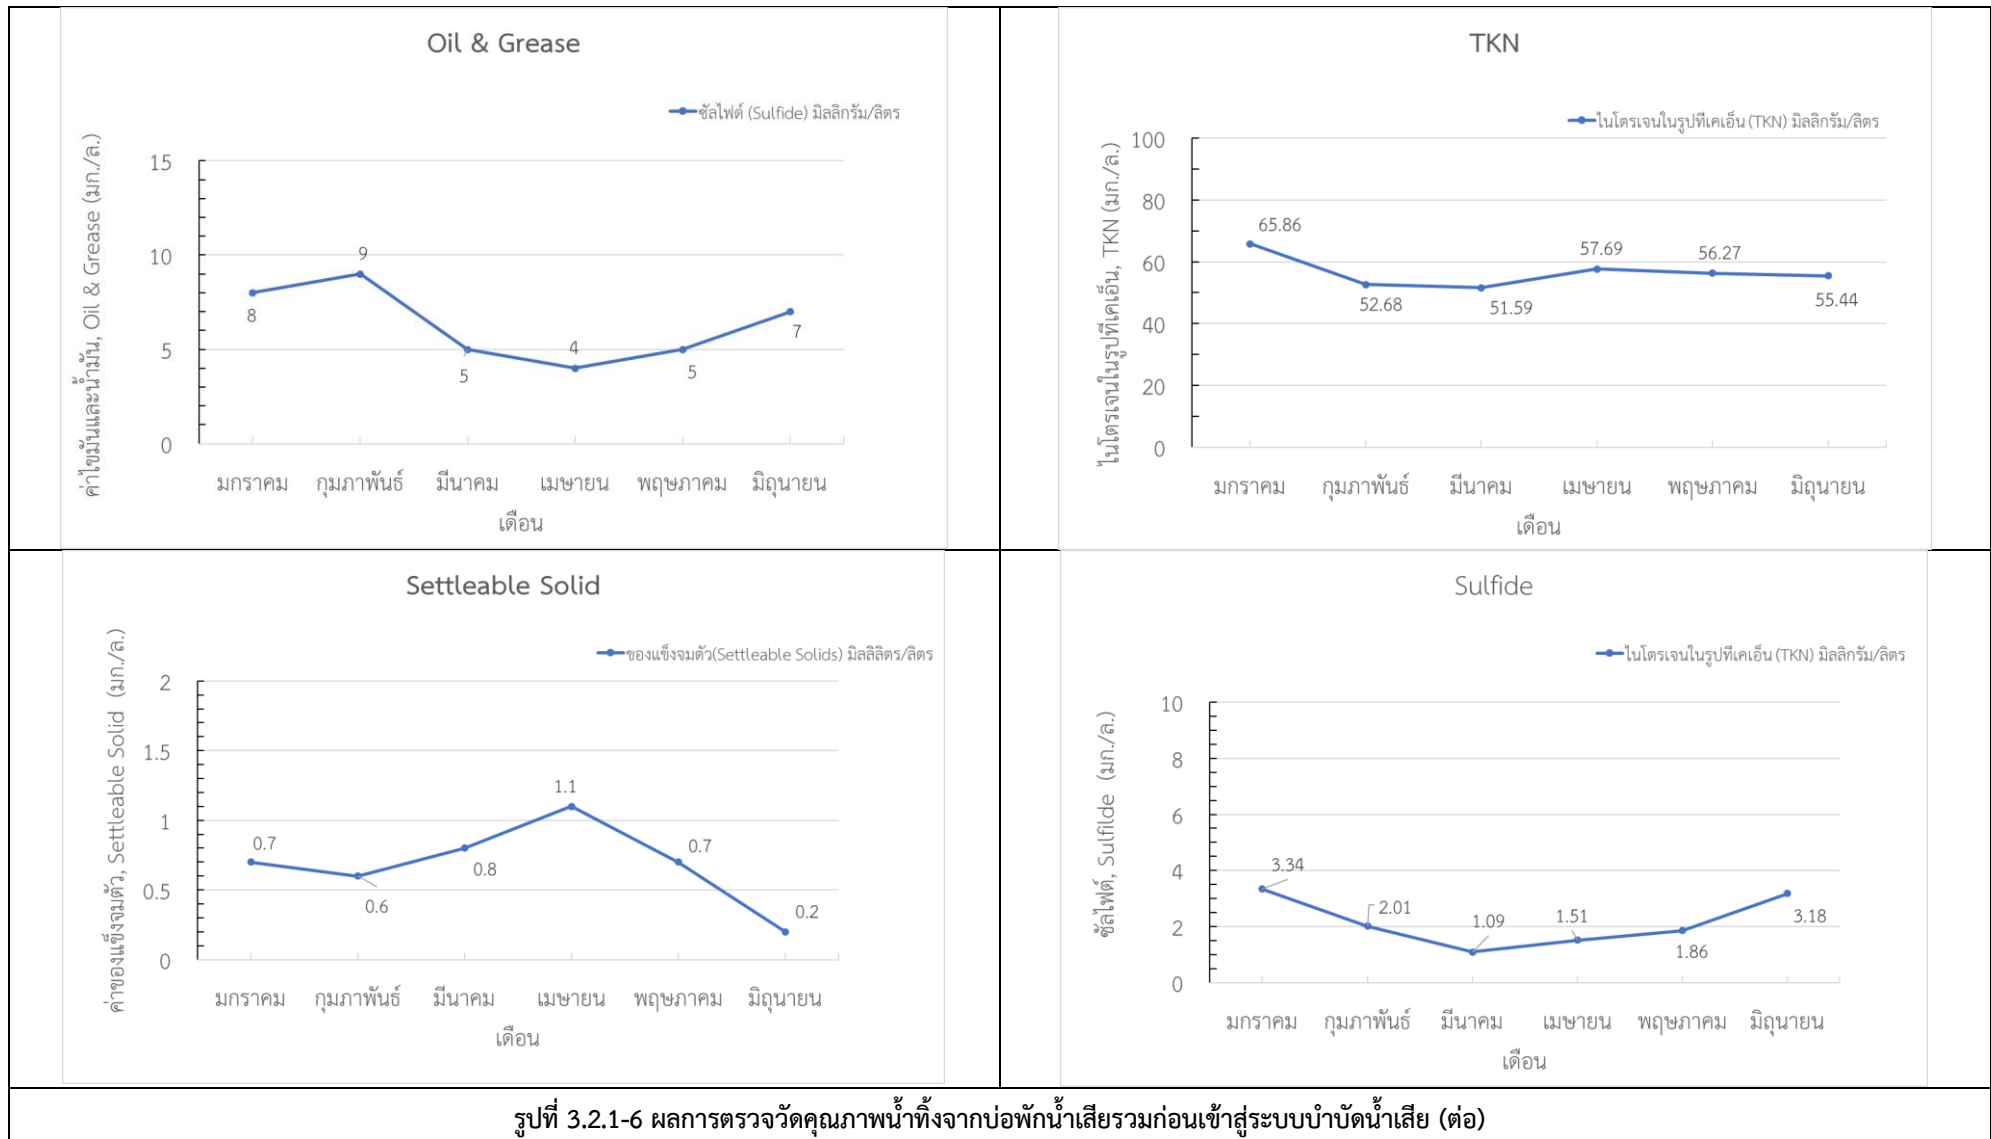 Oil & Grease
ซัลไฟด์ (Sulfide) มิลลิกรัม/ลิตร
ค่าไขมันและน้ำมัน, Oil & Grease (มก./ล.)
15
10
5
0
8
9
5
4
5
7
มกราคม กุมภาพันธ์ มีนาคม เมษายน พฤษภาคม มิถุนายน
เดือน
TKN
ไนโตรเจนในรูปทีเคเอ็น (TKN) มิลลิกรัม/ลิตร
ไนโตรเจนในรูปทีเคเอ็น, TKN (มก./ล.)
100
80
60
40
20
0
65.86
52.68
51.59
57.69
56.27
55.44
มกราคม กุมภาพันธ์ มีนาคม เมษายน พฤษภาคม มิถุนายน
เดือน
Settleable Solid
ของแข็งจมตัว(Settleable Solids) มิลลิลิตร/ลิตร
ค่าของแข็งจมตัว, Settleable Solid (มก./ล.)
2
1.5
1
0.5
0
0.7
0.6
0.8
1.1
0.7
0.2
มกราคม กุมภาพันธ์ มีนาคม เมษายน พฤษภาคม มิถุนายน
เดือน
Sulfide
ไนโตรเจนในรูปทีเคเอ็น (TKN) มิลลิกรัม/ลิตร
ซัลไฟด์, Sulfilde (มก./ล.)
10
8
6
4
2
0
3.34
2.01
1.09
1.51
1.86
3.18
มกราคม กุมภาพันธ์ มีนาคม เมษายน พฤษภาคม มิถุนายน
เดือน
รูปที่ 3.2.1-6 ผลการตรวจวัดคุณภาพน้ำทิ้งจากบ่อพักน้ำเสียรวมก่อนเข้าสู่ระบบบำบัดน้ำเสีย (ต่อ)